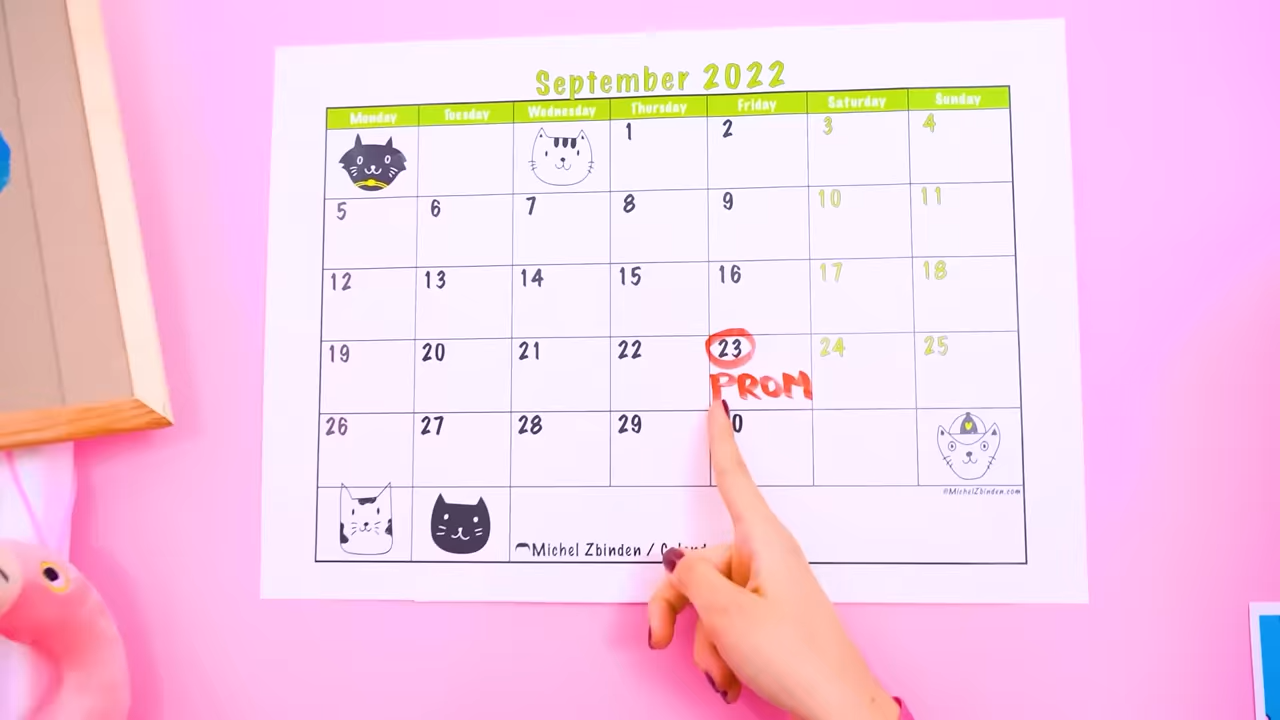 September 2022
Monday Tuesday Wednesday Thursday Friday Saturday Sunday
1 2 3 4
5 6 7 8 9 10 11
12 13 14 15 16 17 18
19 20 21 22 23 24 25
PROM
26 27 28 29
©MichelZbinden.com
Michel Zbinden /